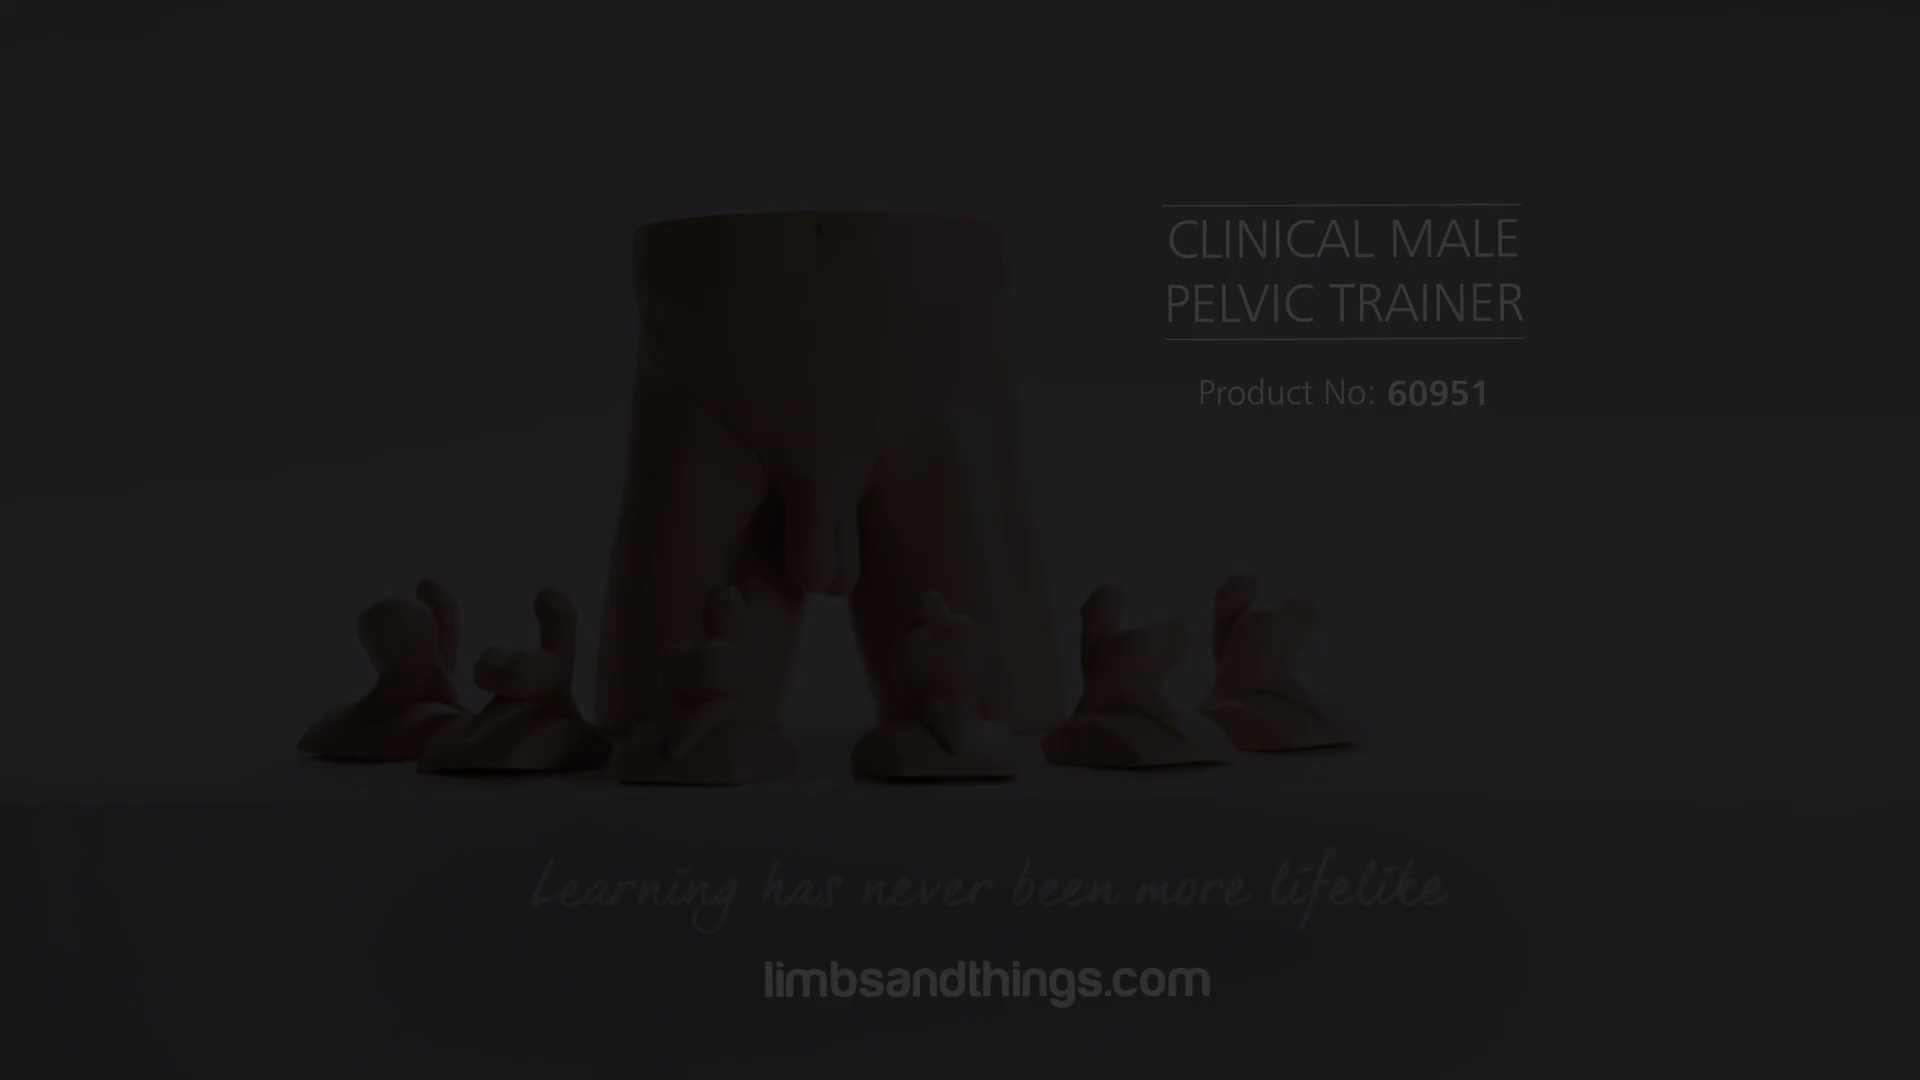 CLINICAL MALE
PELVIC TRAINER
Product No: 60951
Learning has never been more lifelike
limbsandthings.com